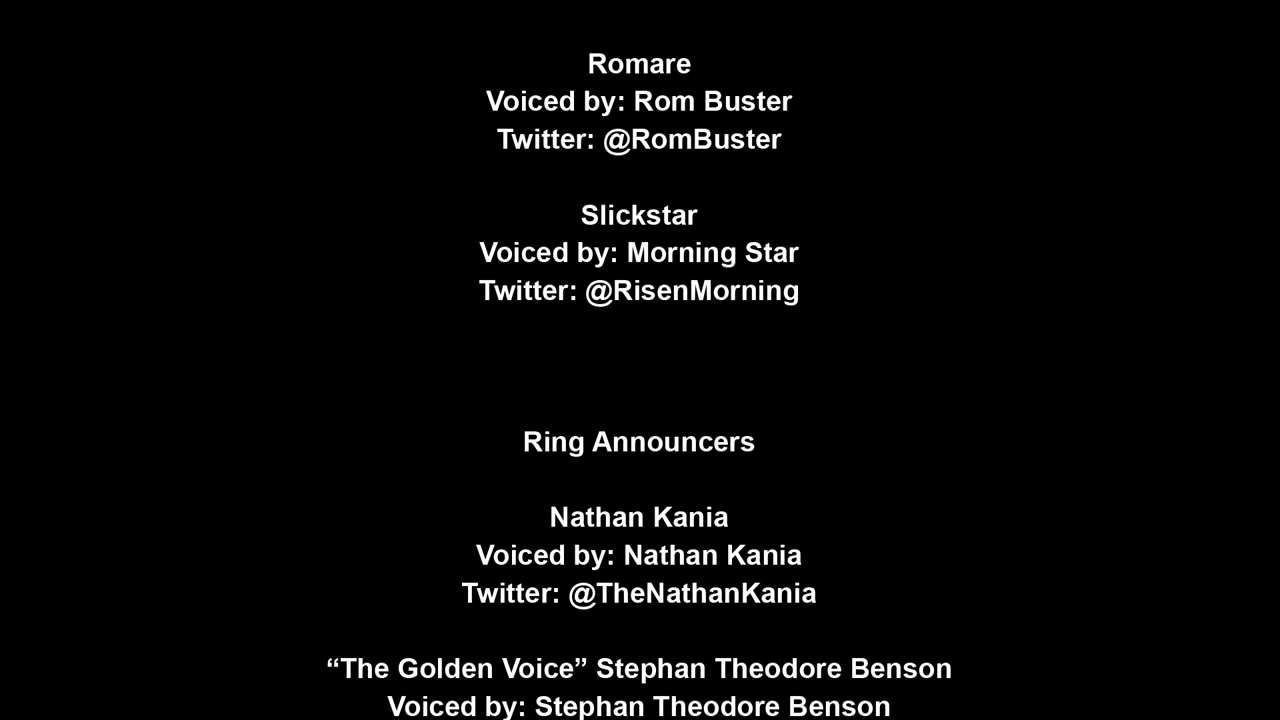 Romare
Voiced by: Rom Buster
Twitter: @RomBuster
Slickstar
Voiced by: Morning Star
Twitter: @RisenMorning
Ring Announcers
Nathan Kania
Voiced by: Nathan Kania
Twitter: @TheNathanKania
“The Golden Voice” Stephan Theodore Benson
Voiced by: Stephan Theodore Benson